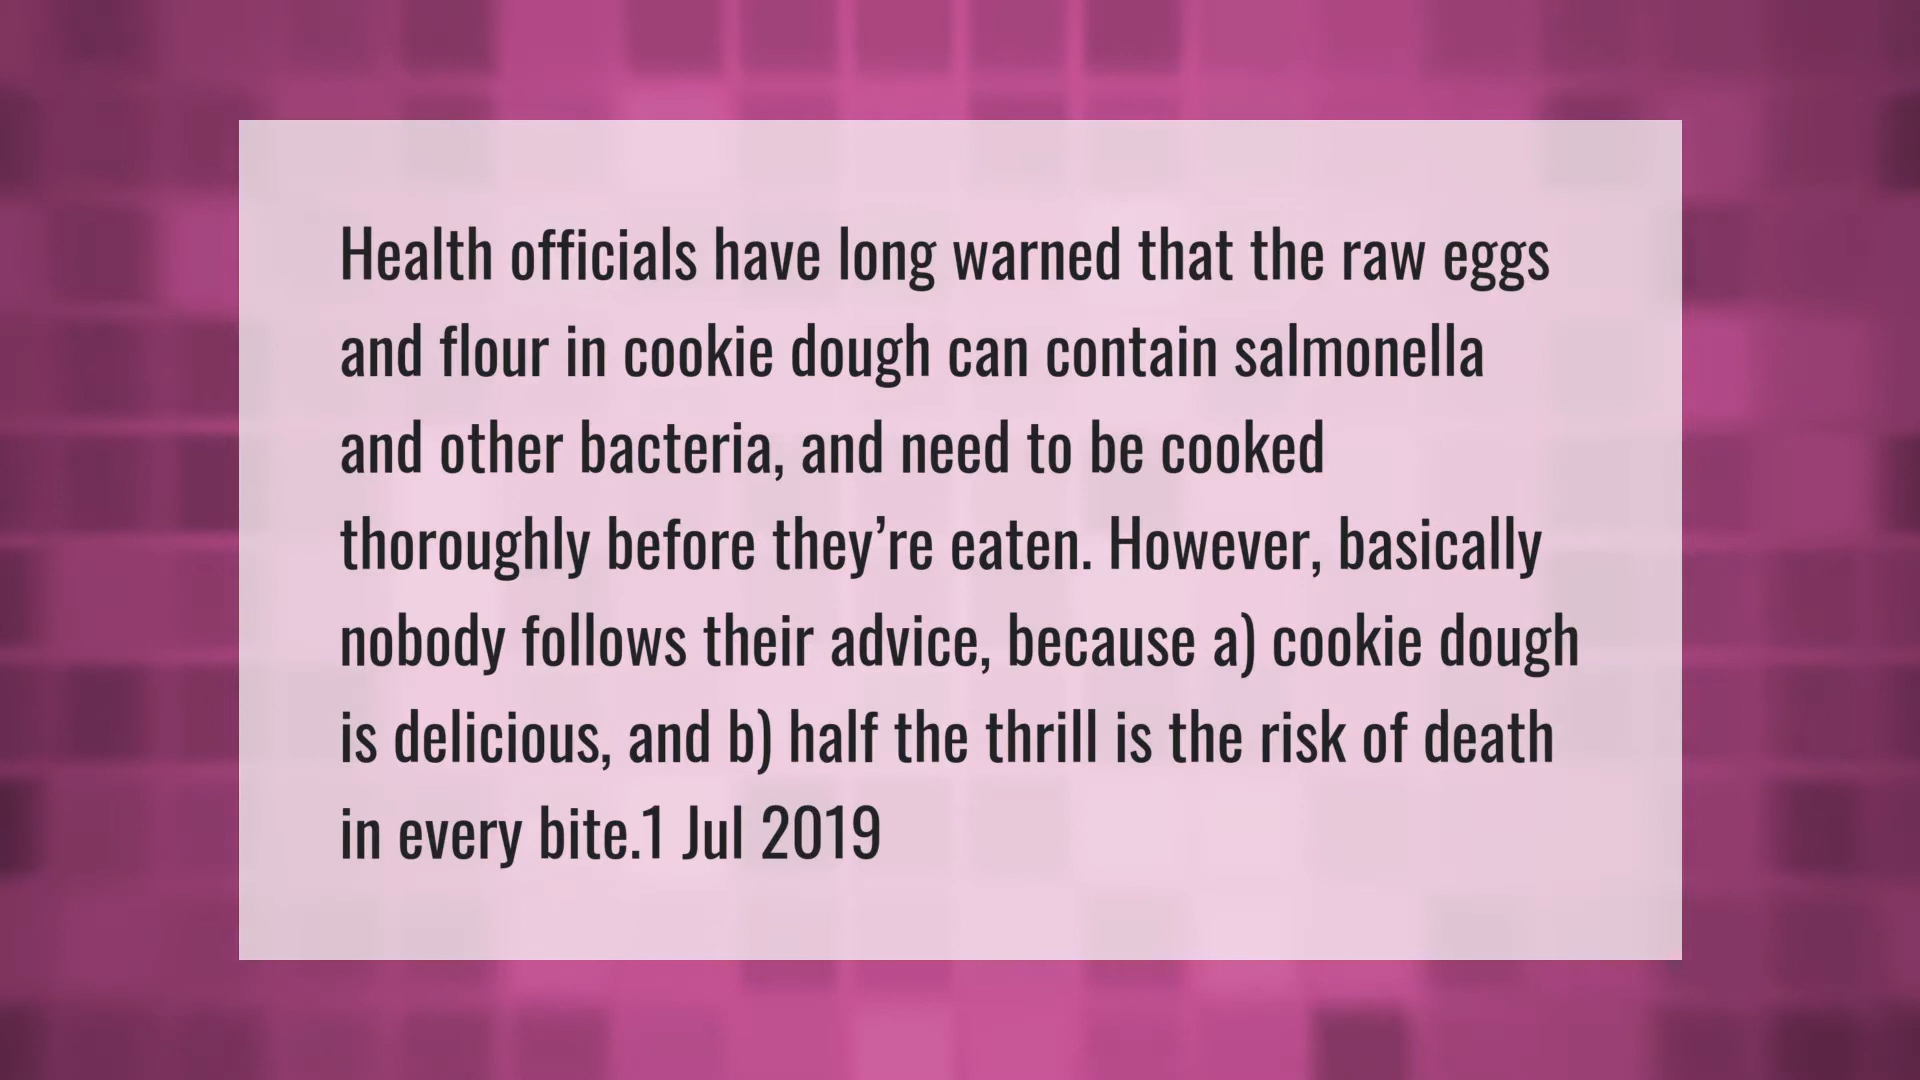 Health officials have long warned that the raw eggs
and flour in cookie dough can contain salmonella
and other bacteria, and need to be cooked
thoroughly before they’re eaten. However, basically
nobody follows their advice, because a) cookie dough
is delicious, and b) half the thrill is the risk of death
in every bite.1 Jul 2019